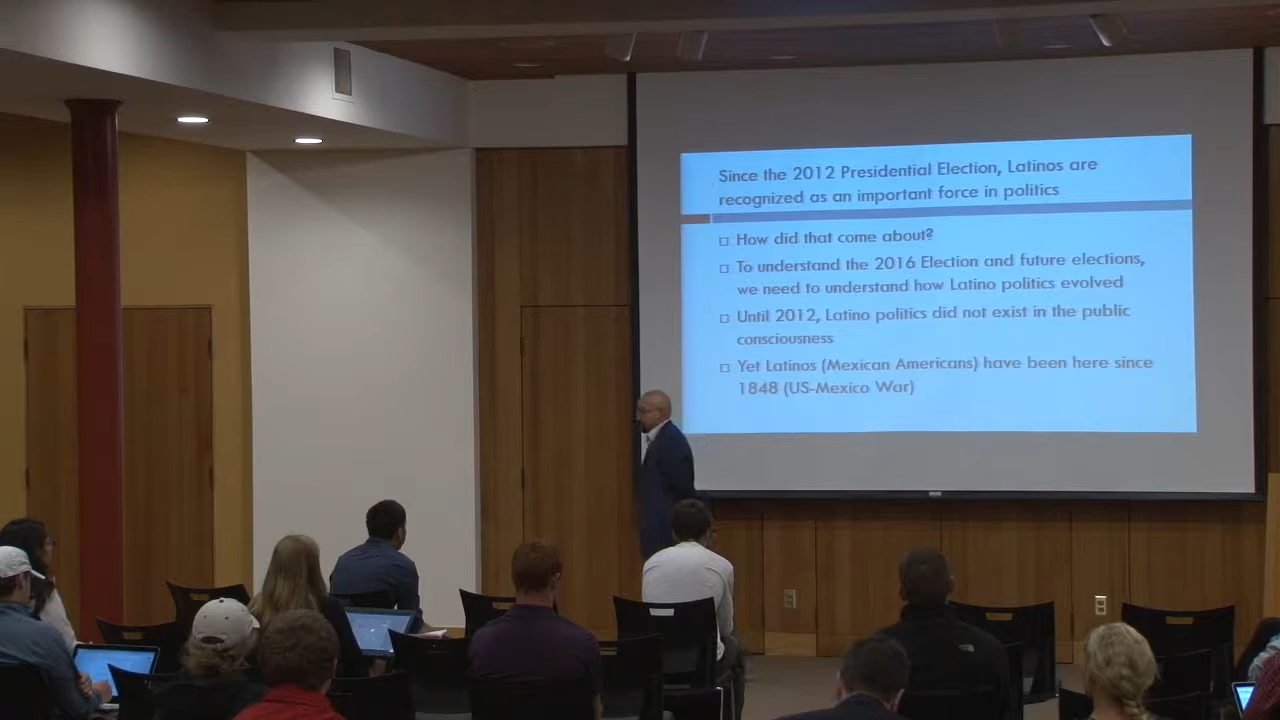 Since the 2012 Presidential Election, Latinos are
recognized as an important force in politics
How did that come about?
To understand the 2016 Election and future elections,
we need to understand how Latino politics evolved
Until 2012, Latino politics did not exist in the public
consciousness
Yet Latinos (Mexican Americans) have been here since
1848 (US-Mexico War)